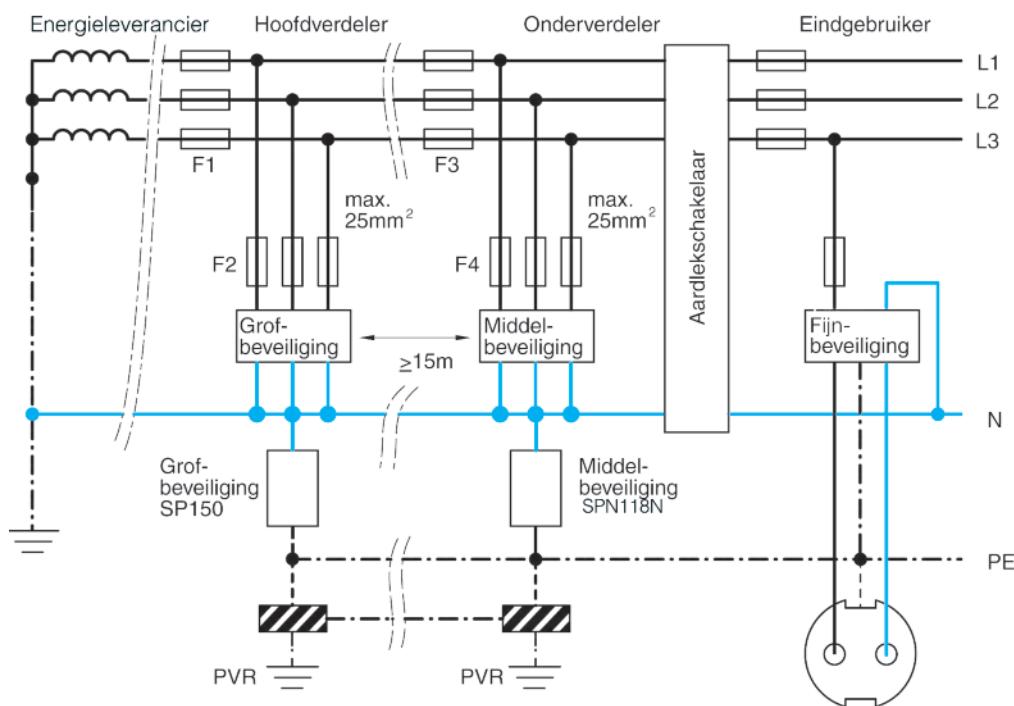 Energieleverancier
Hoofdverdeler
Onderverdeler
Eindgebruiker
L1
L2
L3
F1
F3
max.
25mm²
max.
25mm²
F2
F4
Aardlekschakelaar
Grof-
beveiliging
≥15m
Middel-
beveiliging
Fijn-
beveiliging
N
Grof-
beveiliging
SP150
Middel-
beveiliging
SPN118N
PE
PVR
PVR